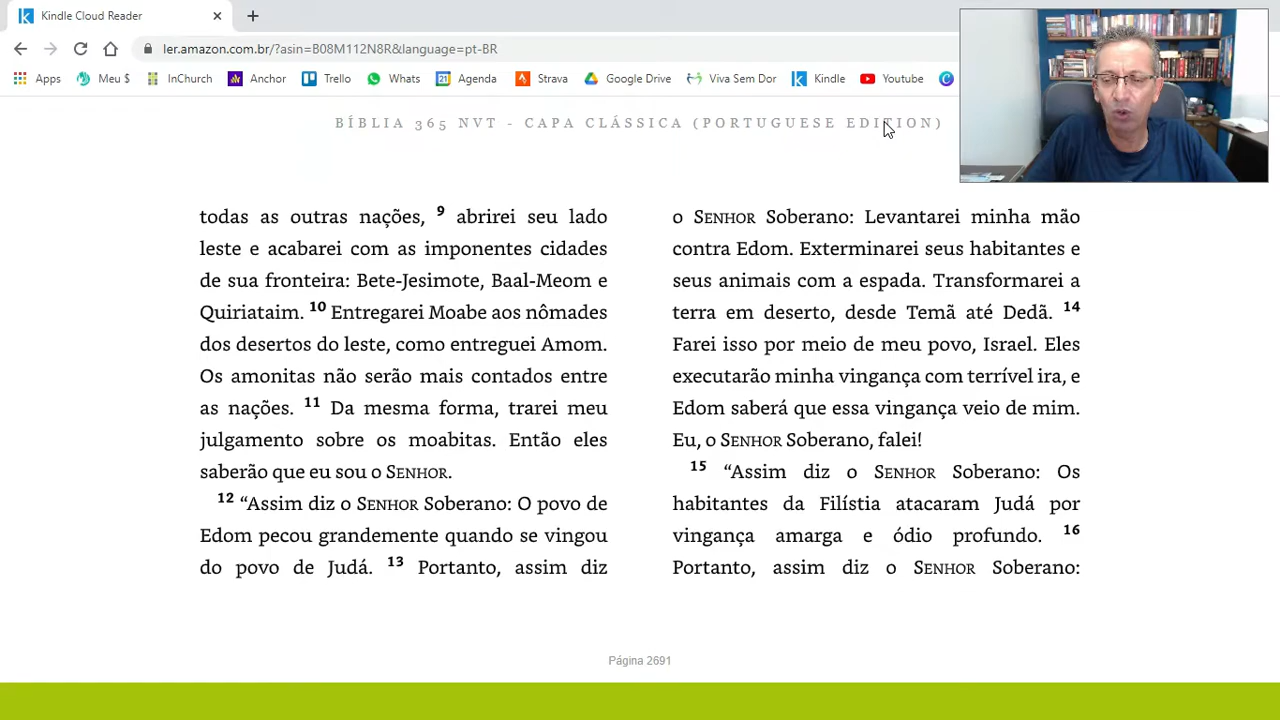 Kindle Cloud Reader
ler.amazon.com.br/?asin=B08M112N8R&language=pt-BR
Apps Meu $ InChurch Anchor Trello Whats Agenda Strava Google Drive Viva Sem Dor Kindle Youtube
BÍBLIA 365 NVT - CAPA CLÁSSICA (PORTUGUESE EDITION)
todas as outras nações, 9 abrirei seu lado
leste e acabarei com as imponentes cidades
de sua fronteira: Bete-Jesimote, Baal-Meom e
Quiriataim. 10 Entregarei Moabe aos nômades
dos desertos do leste, como entreguei Amom.
Os amonitas não serão mais contados entre
as nações. 11 Da mesma forma, trarei meu
julgamento sobre os moabitas. Então eles
saberão que eu sou o SENHOR.
12 “Assim diz o SENHOR Soberano: O povo de
Edom pecou grandemente quando se vingou
do povo de Judá. 13 Portanto, assim diz
o SENHOR Soberano: Levantarei minha mão
contra Edom. Exterminarei seus habitantes e
seus animais com a espada. Transformarei a
terra em deserto, desde Temã até Dedã. 14
Farei isso por meio de meu povo, Israel. Eles
executarão minha vingança com terrível ira, e
Edom saberá que essa vingança veio de mim.
Eu, o SENHOR Soberano, falei!
15 “Assim diz o SENHOR Soberano: Os
habitantes da Filístia atacaram Judá por
vingança amarga e ódio profundo. 16
Portanto, assim diz o SENHOR Soberano:
Página 2691